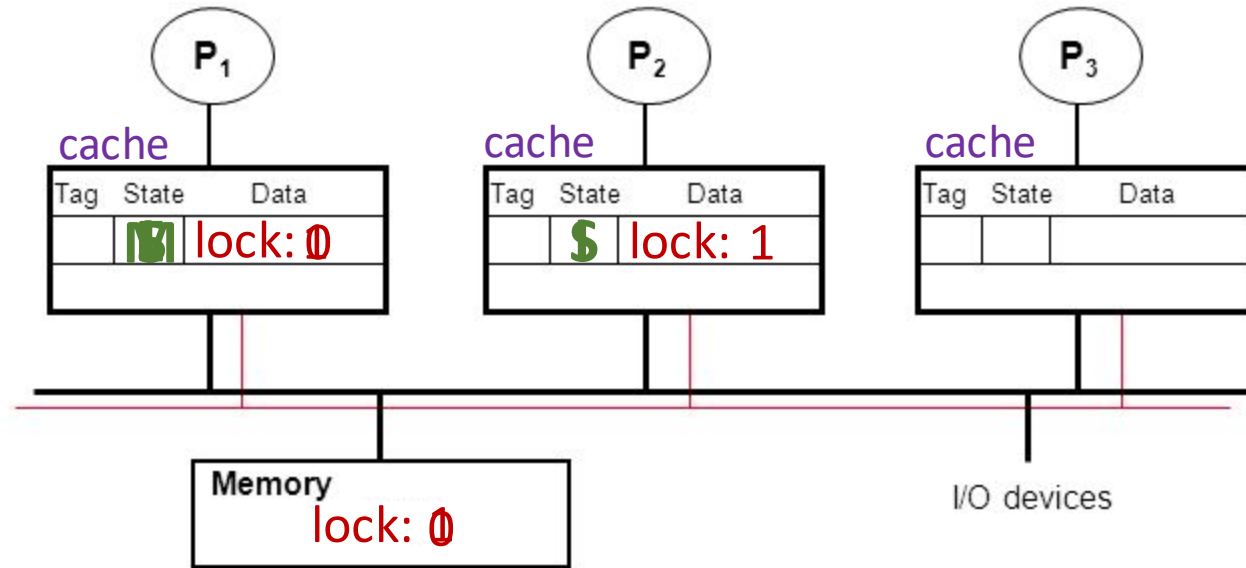 P1 P2 P3
cache cache cache
Tag State Data Tag State Data Tag State Data
lock: lock: 1
Memory
lock:
I/O devices